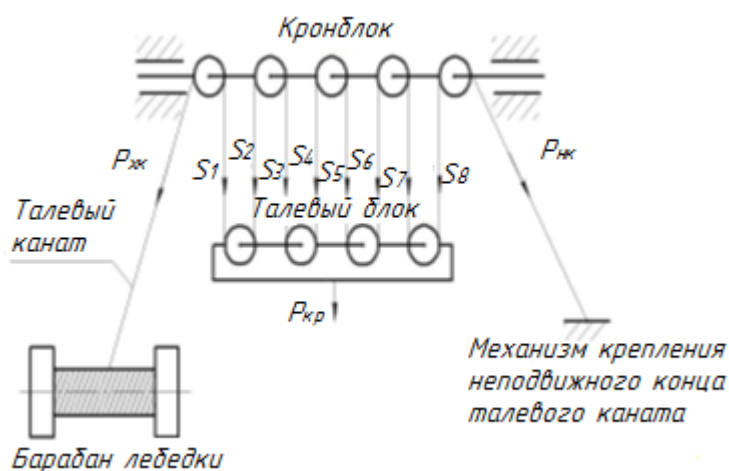 Кронблок
Pхк
S1
S2
S3
S4
S5
S6
S7
S8
Pнк
Талевый
канат
Талевый блок
Pкр
Механизм крепления
неподвижного конца
талевого каната
Барабан лебедки